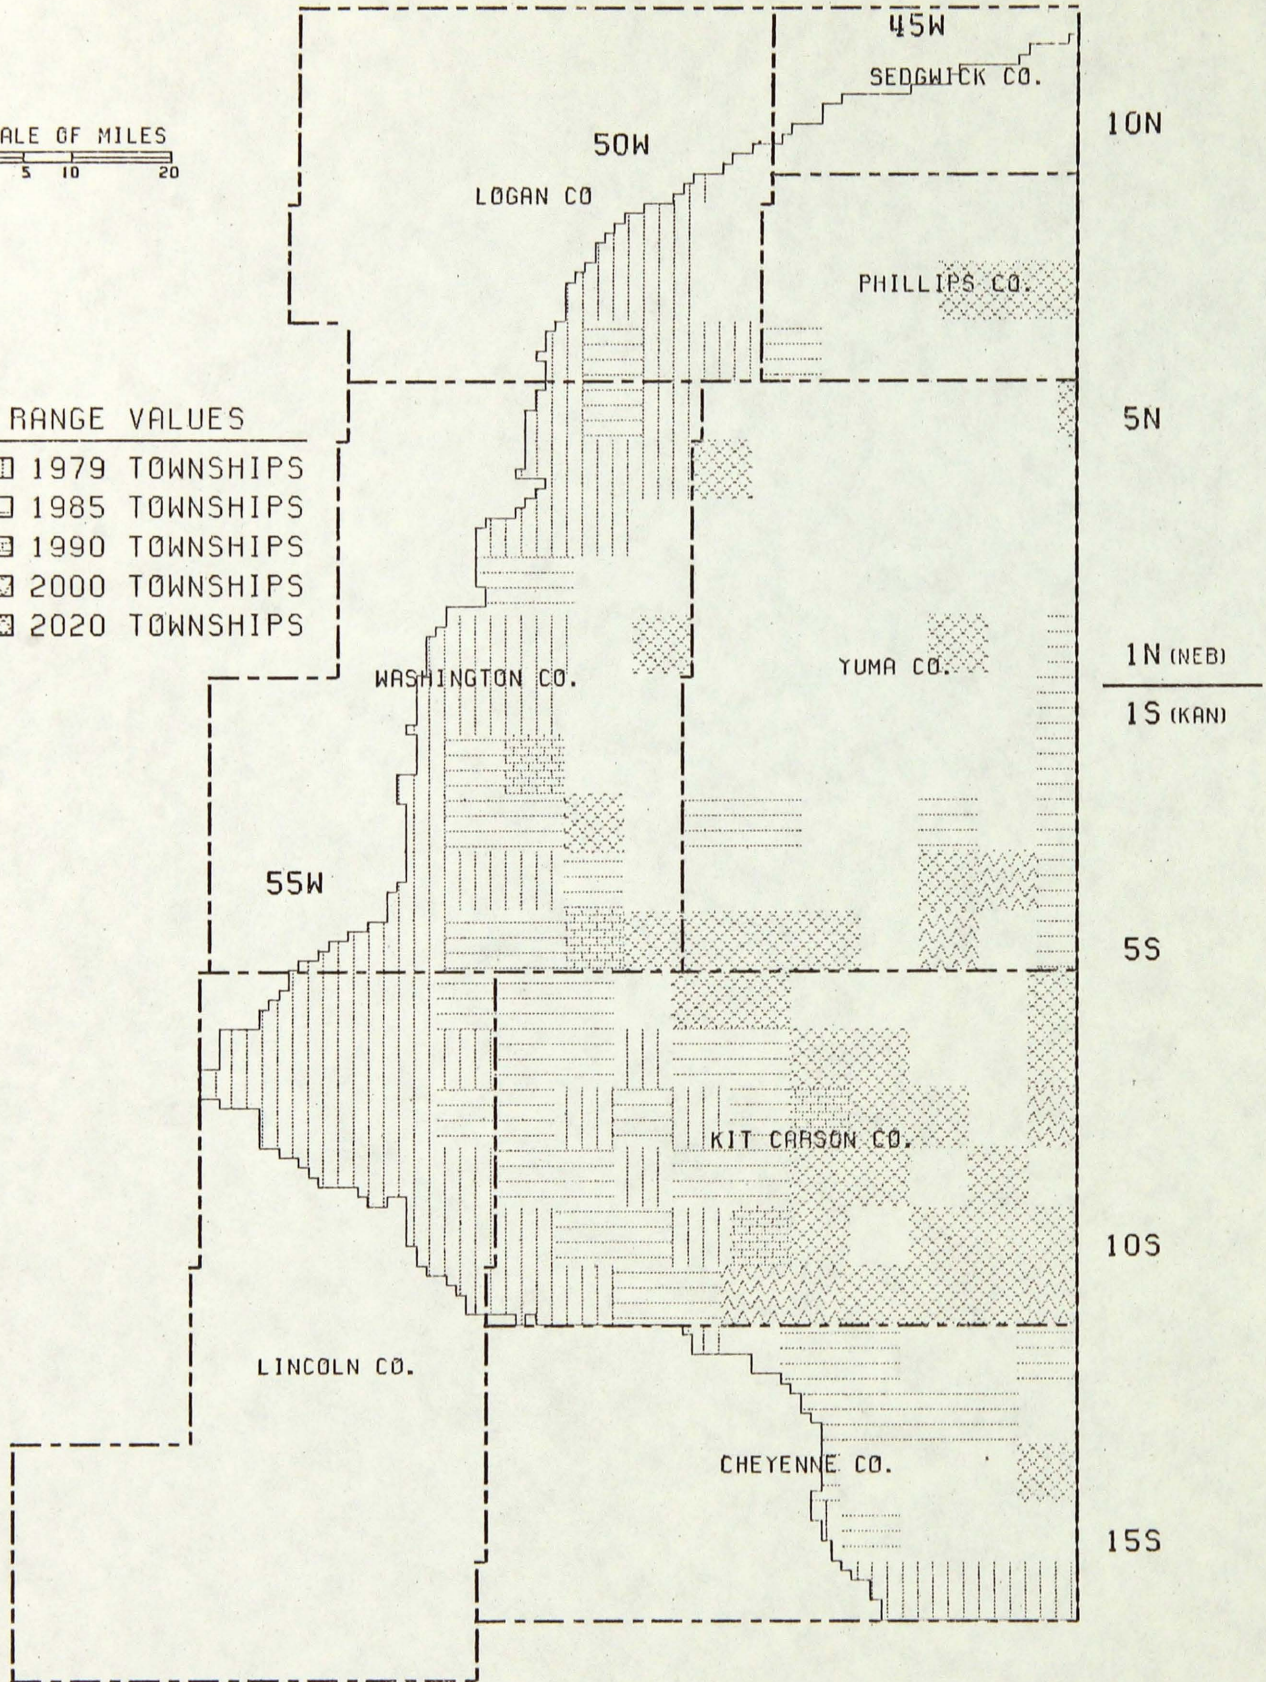 45W
SEDGWICK CO.
ALE OF MILES
5 10 20
50W
10N
LOGAN CO
PHILLIPS CO.
RANGE VALUES
5N
1979 TOWNSHIPS
1985 TOWNSHIPS
1990 TOWNSHIPS
2000 TOWNSHIPS
2020 TOWNSHIPS
1N (NEB)
WASHINGTON CO.
YUMA CO.
1S (KAN)
55W
5S
KIT CARSON CO.
10S
LINCOLN CO.
CHEYENNE CO.
15S